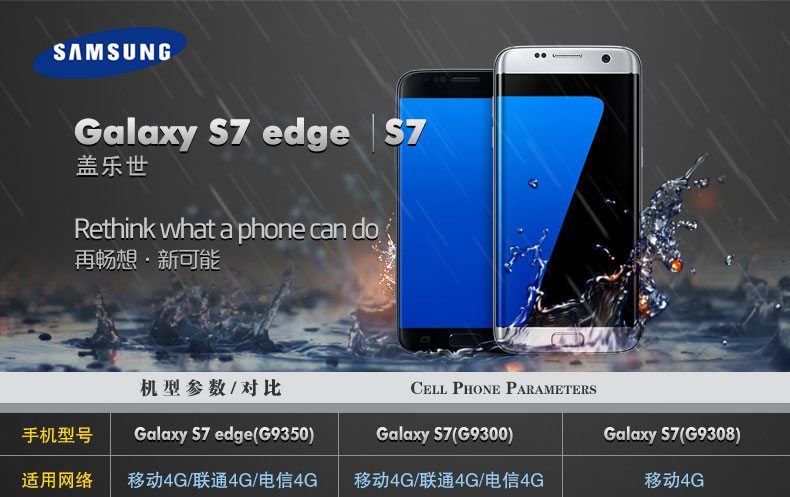 SAMSUNG
Galaxy S7 edge | S7
盖乐世
Rethink what a phone can do
再畅想·新可能
机型参数/对比 CELL PHONE PARAMETERS
手机型号 Galaxy S7 edge(G9350) Galaxy S7(G9300) Galaxy S7(G9308)
适用网络 移动4G/联通4G/电信4G 移动4G/联通4G/电信4G 移动4G